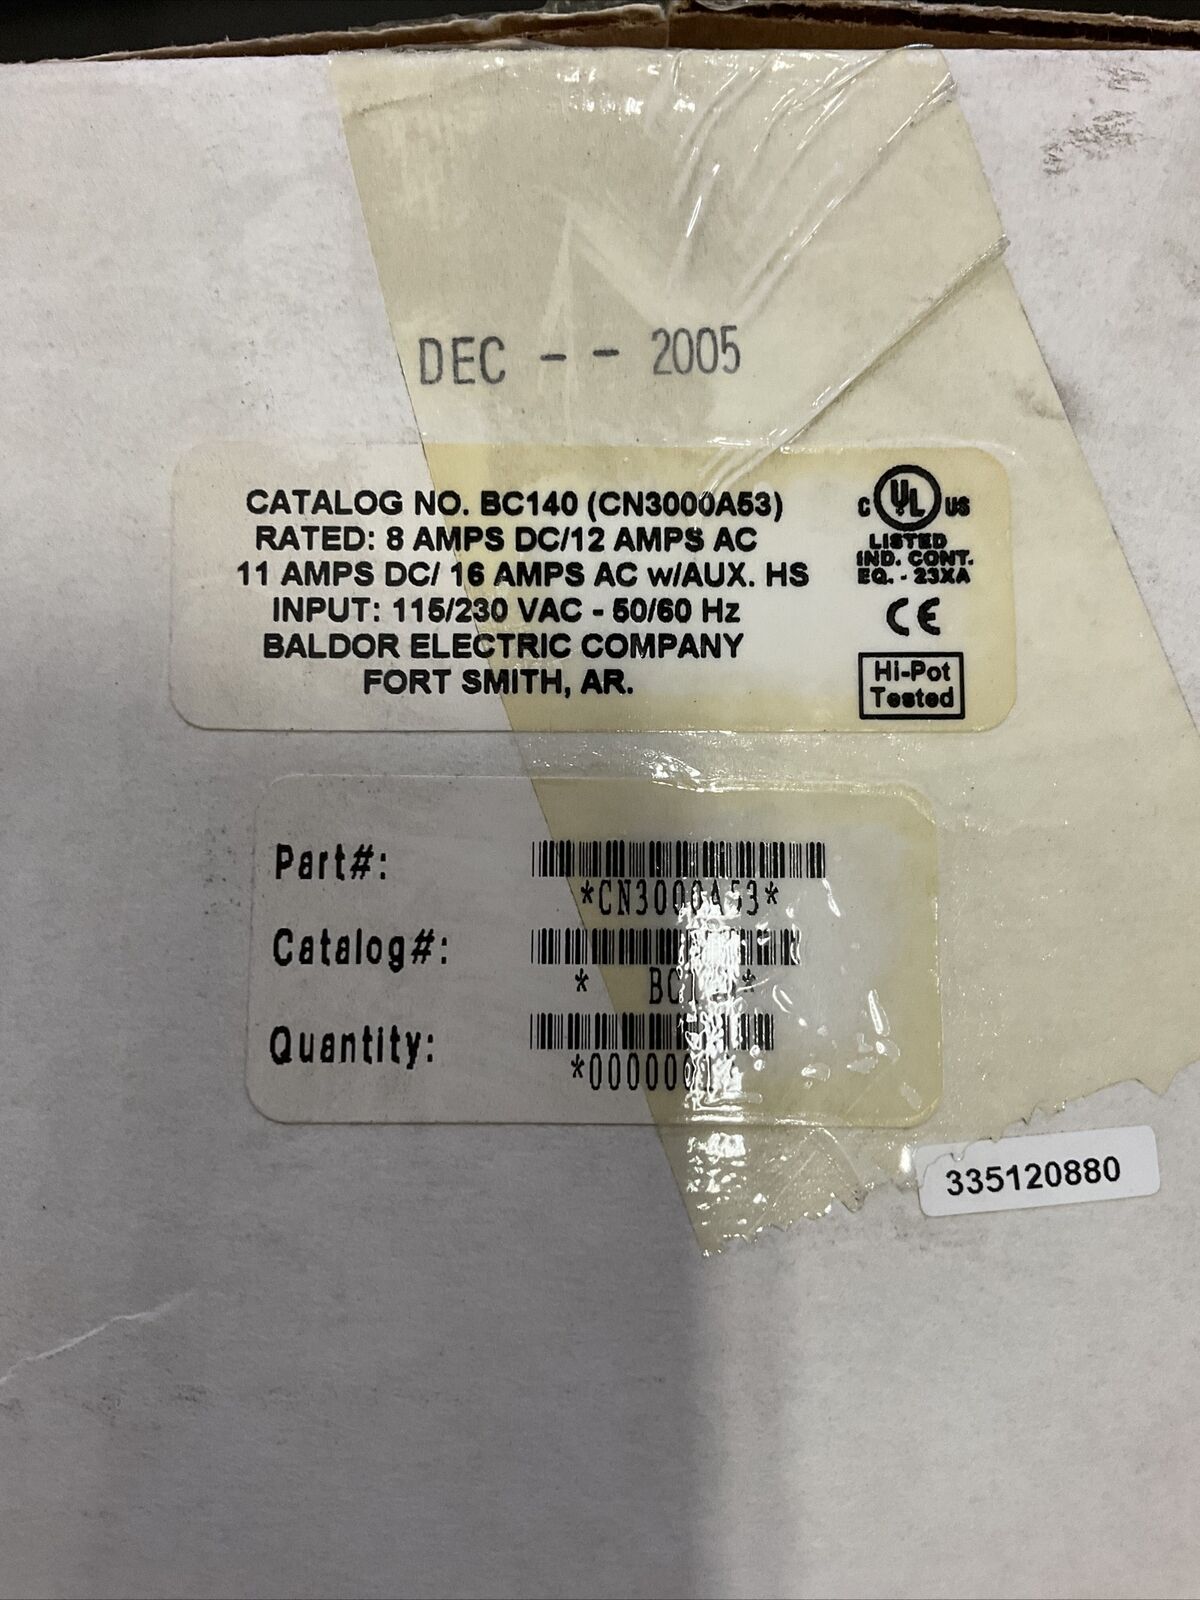 DEC -- 2005
CATALOG NO. BC140 (CN3000A53)
RATED: 8 AMPS DC/12 AMPS AC
11 AMPS DC/ 16 AMPS AC w/AUX. HS
INPUT: 115/230 VAC - 50/60 Hz
BALDOR ELECTRIC COMPANY
FORT SMITH, AR.
C UL US
LISTED
IND. CONT.
EQ. - 23XA
CE
Hi-Pot
Tested
Part#:
*CN3000A53*
Catalog#:
Quantity:
335120880